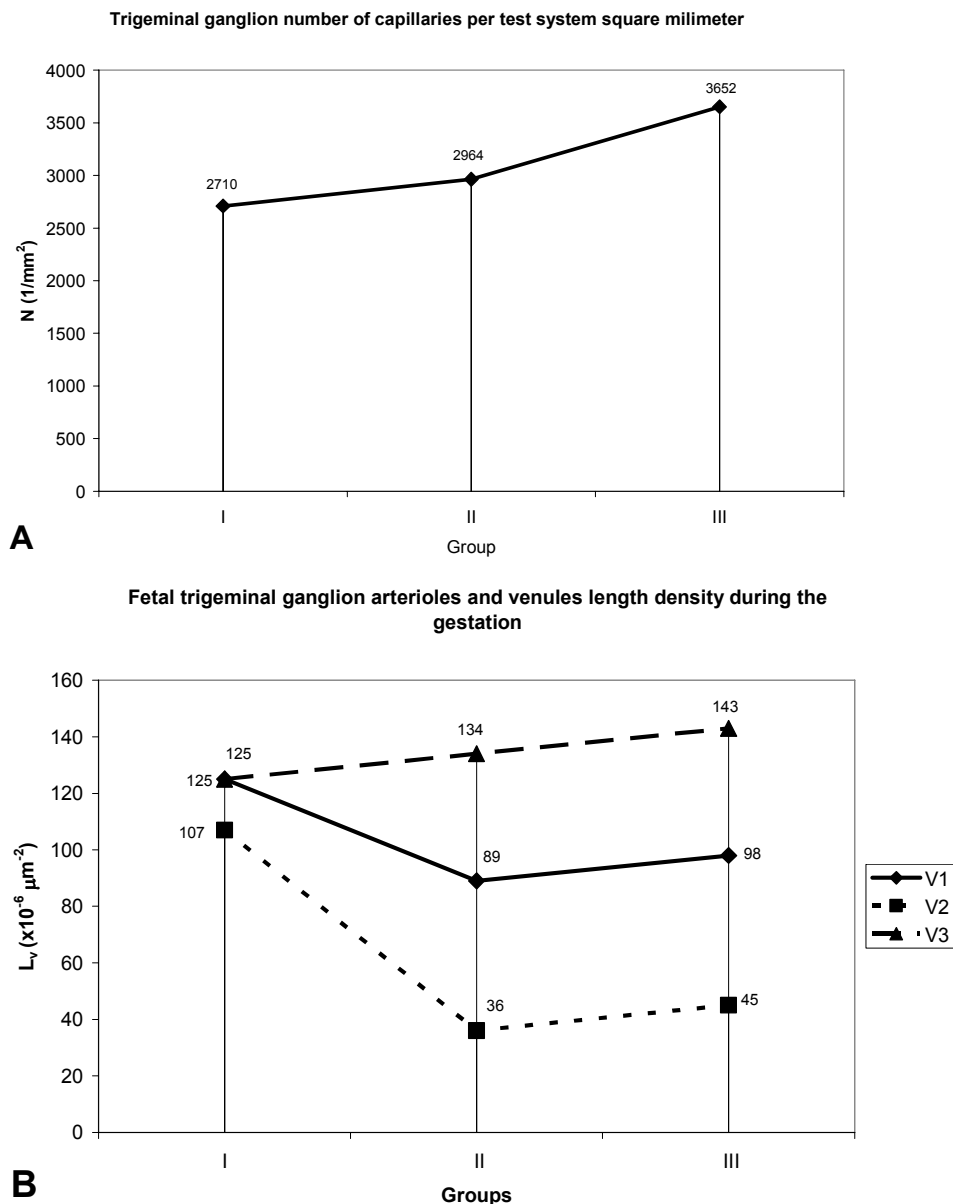 Trigeminal ganglion number of capillaries per test system square milimeter
4000
3500
3000
2500
2000
1500
1000
500
0
N (1/mm²)
2710
2964
3652
I
II
III
Group
A
Fetal trigeminal ganglion arterioles and venules length density during the
gestation
160
140
120
100
80
60
40
20
0
Lᵥ (x10⁻⁶ µm⁻²)
125
125
107
134
89
36
143
98
45
V1
V2
V3
I
II
III
Groups
B